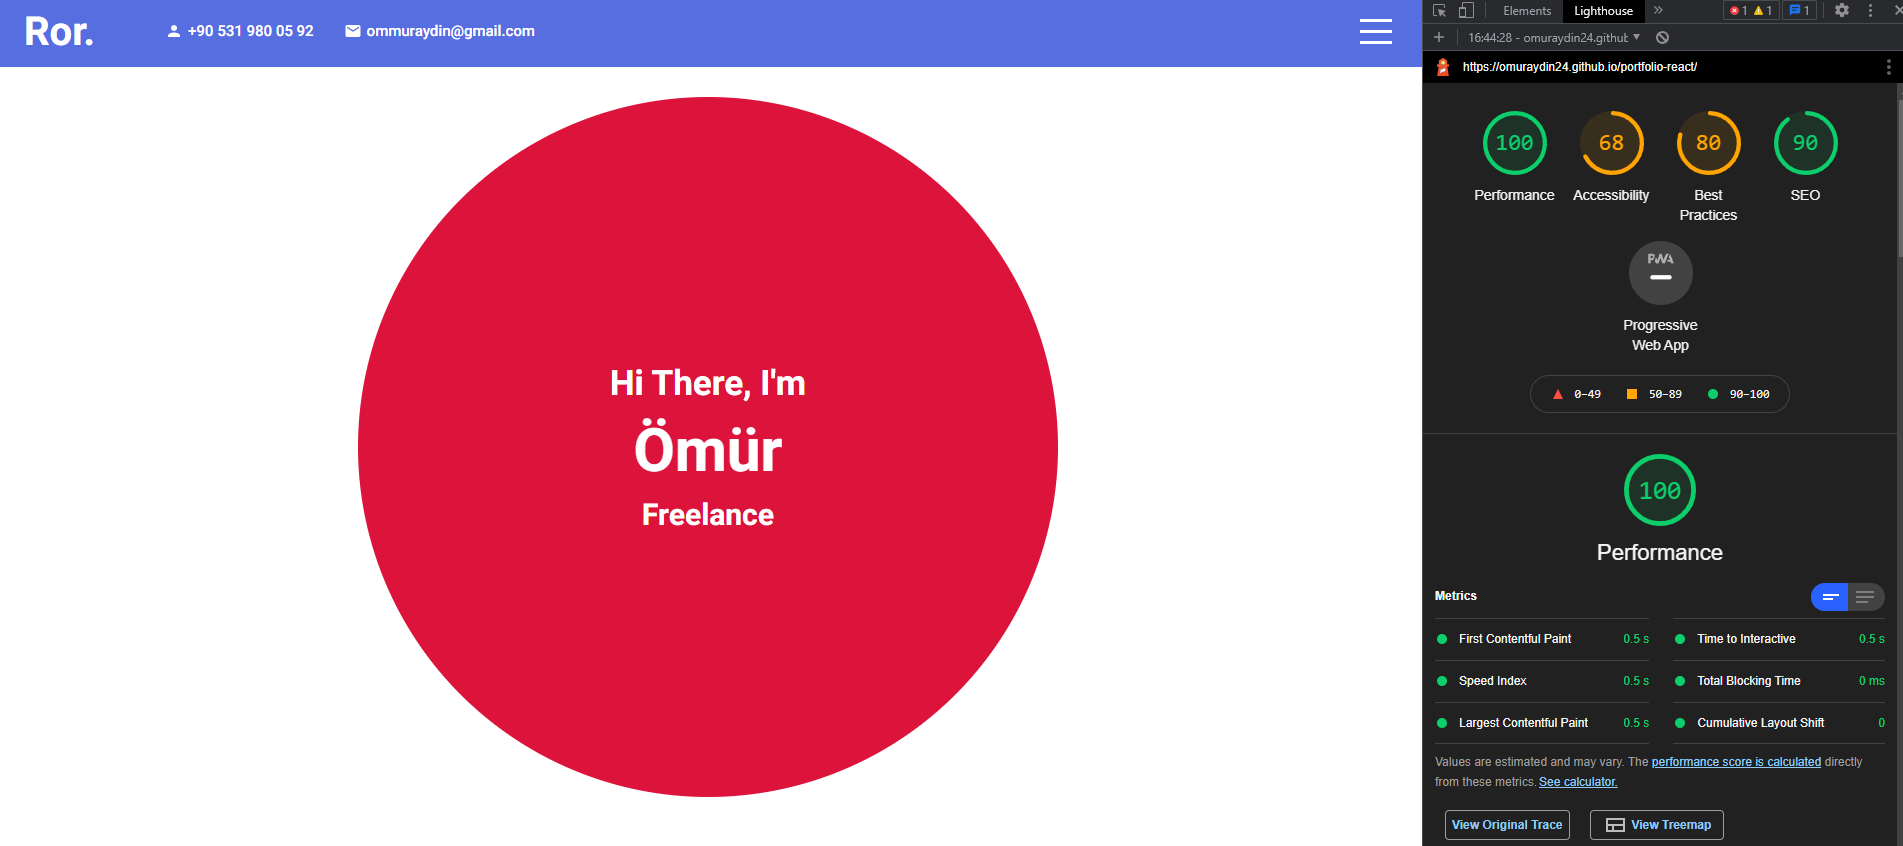 Ror.
+90 531 980 05 92
ommuraydin@gmail.com
Hi There, I'm
Ömür
Freelance
Elements
Lighthouse
1
1
1
16:44:28 - omuraydin24.githut
https://omuraydin24.github.io/portfolio-react/
100
Performance
68
Accessibility
80
Best
Practices
90
SEO
PWA
Progressive
Web App
0–49
50–89
90–100
100
Performance
Metrics
First Contentful Paint 0.5 s
Time to Interactive 0.5 s
Speed Index 0.5 s
Total Blocking Time 0 ms
Largest Contentful Paint 0.5 s
Cumulative Layout Shift 0
Values are estimated and may vary. The performance score is calculated directly
from these metrics. See calculator.
View Original Trace
View Treemap